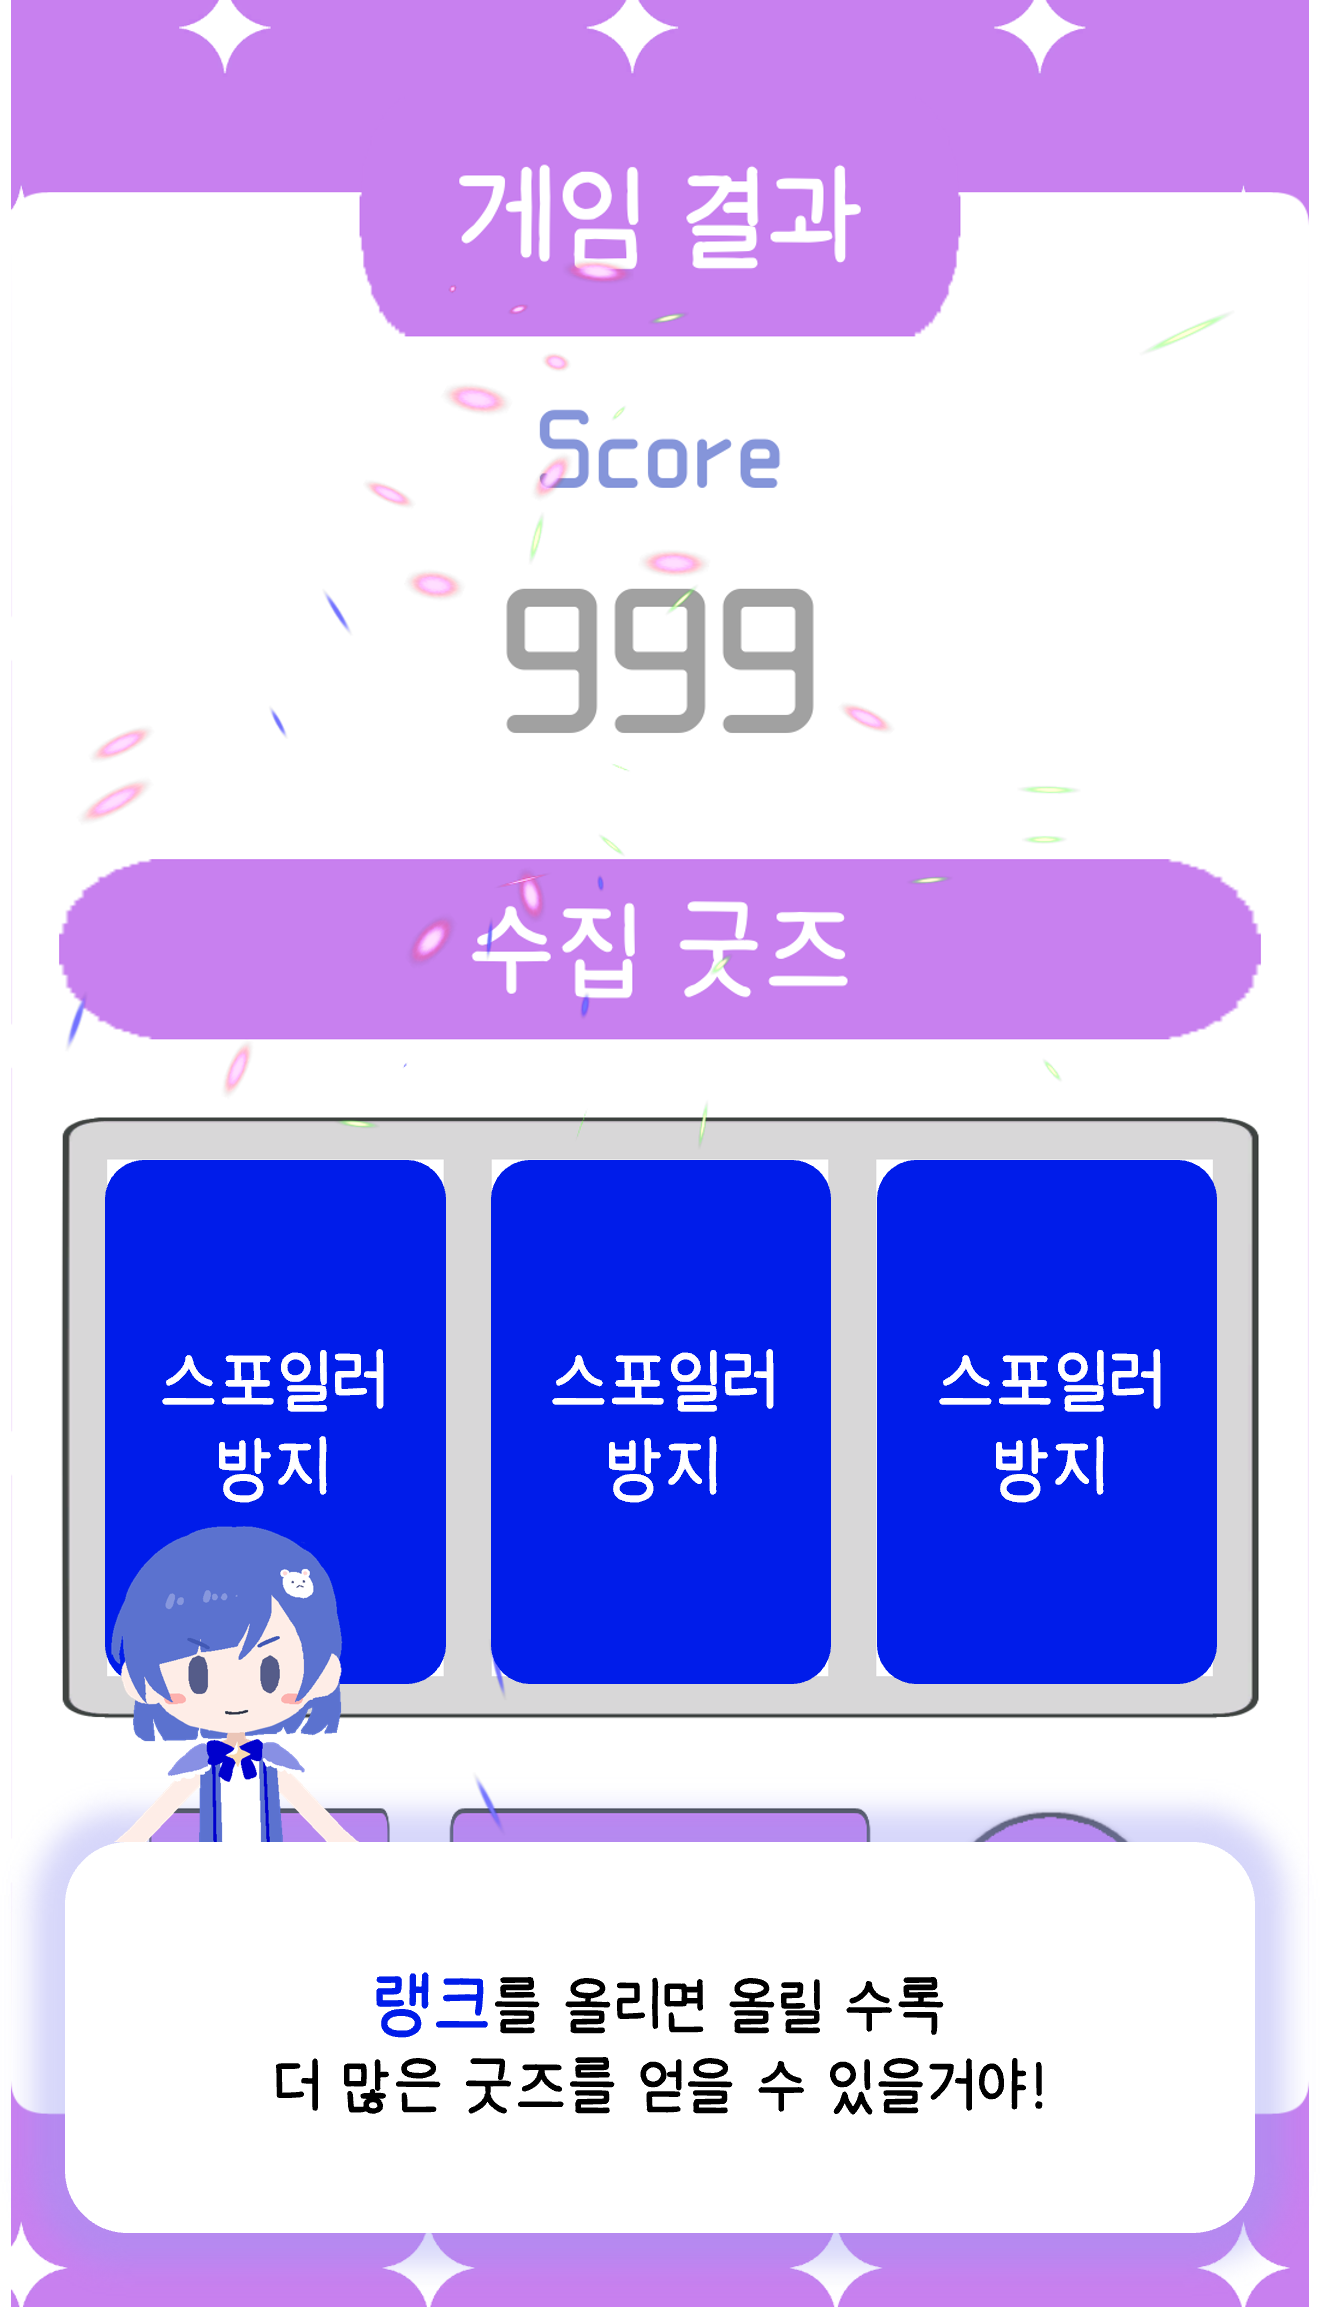 게임 결과
Score
999
수집 굿즈
스포일러
방지
스포일러
방지
스포일러
방지
랭크를 올리면 올릴 수록
더 많은 굿즈를 얻을 수 있을거야!